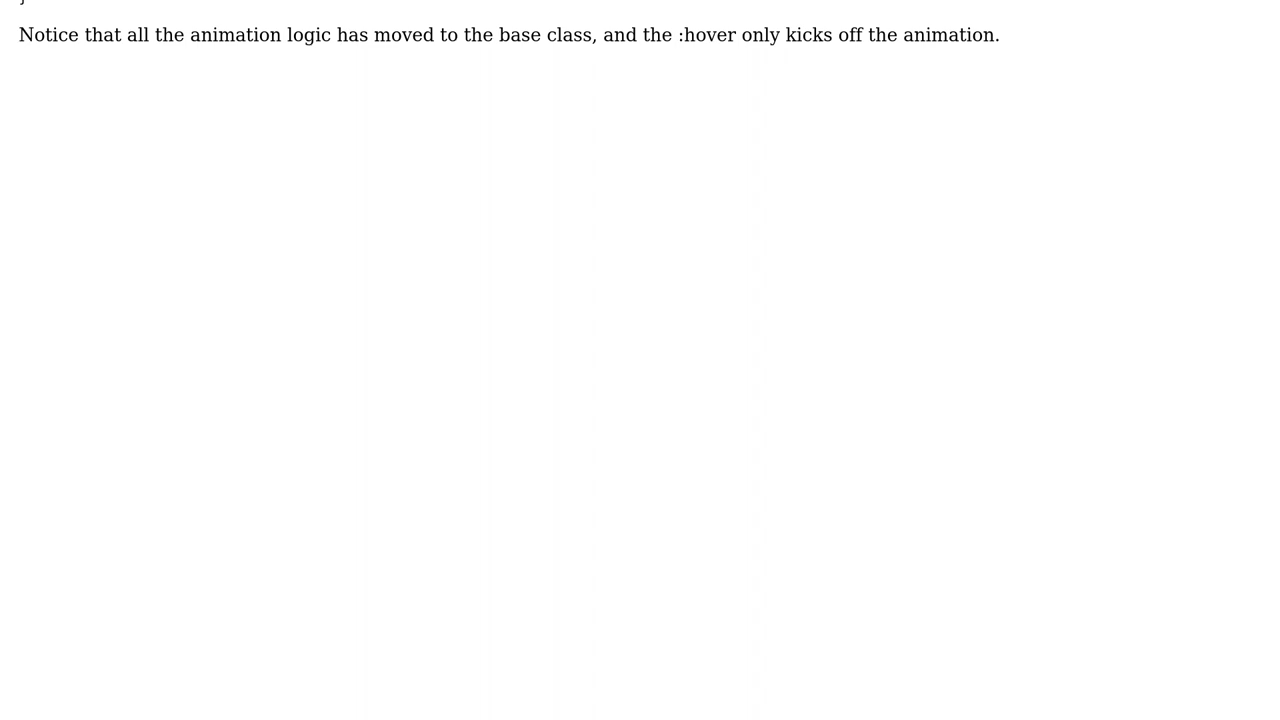 }
Notice that all the animation logic has moved to the base class, and the :hover only kicks off the animation.